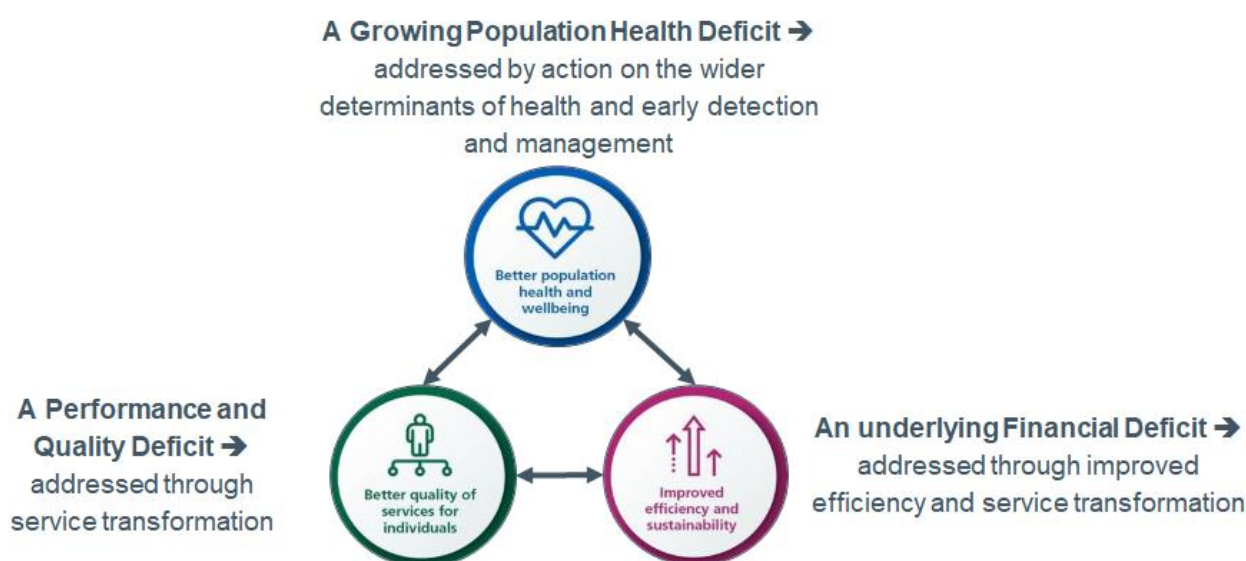 A Growing Population Health Deficit ➔
addressed by action on the wider
determinants of health and early detection
and management
Better population
health and
wellbeing
A Performance and
Quality Deficit ➔
addressed through
service transformation
Better quality of
services for
individuals
Improved
efficiency and
sustainability
An underlying Financial Deficit ➔
addressed through improved
efficiency and service transformation